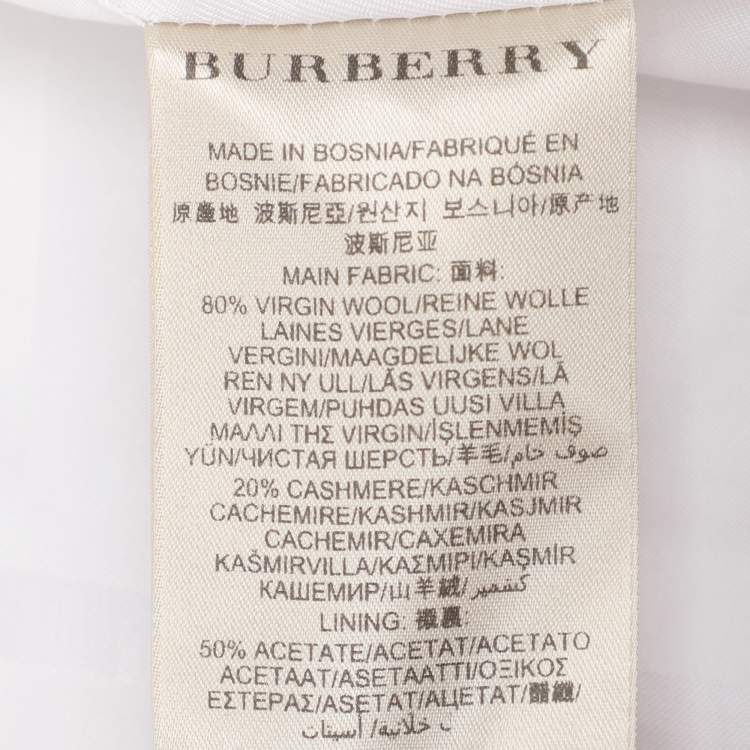 BURBERRY
MADE IN BOSNIA/FABRIQUÉ EN
BOSNIE/FABRICADO NA BÓSNIA
原產地 波斯尼亞/원산지 보스니아/原产地
波斯尼亚
MAIN FABRIC: 面料:
80% VIRGIN WOOL/REINE WOLLE
LAINES VIERGES/LANE
VERGINI/MAAGDELIJKE WOL
REN NY ULL/LÃS VIRGENS/LÃ
VIRGEM/PUHDAS UUSI VILLA
ΜΑΛΛΙ ΤΗΣ VIRGIN/İŞLENMEMİŞ
YÜN/ЧИСТАЯ ШЕРСТЬ/羊毛/صوف خام
20% CASHMERE/KASCHMIR
CACHEMIRE/KASHMIR/KASJMIR
CACHEMIR/CAXEMIRA
KAŠMIRVILLA/ΚΑΣΜΙΡΙ/KAŞMİR
КАШЕМИР/山羊絨/كشمير
LINING: 襯裏:
50% ACETATE/ACETAT/ACETATO
ACETAAT/ASETAATTI/ΟΞΙΚΟΣ
ΕΣΤΕΡΑΣ/ASETAT/АЦЕТАТ/醋纖/
خلاتية/ أسيتات